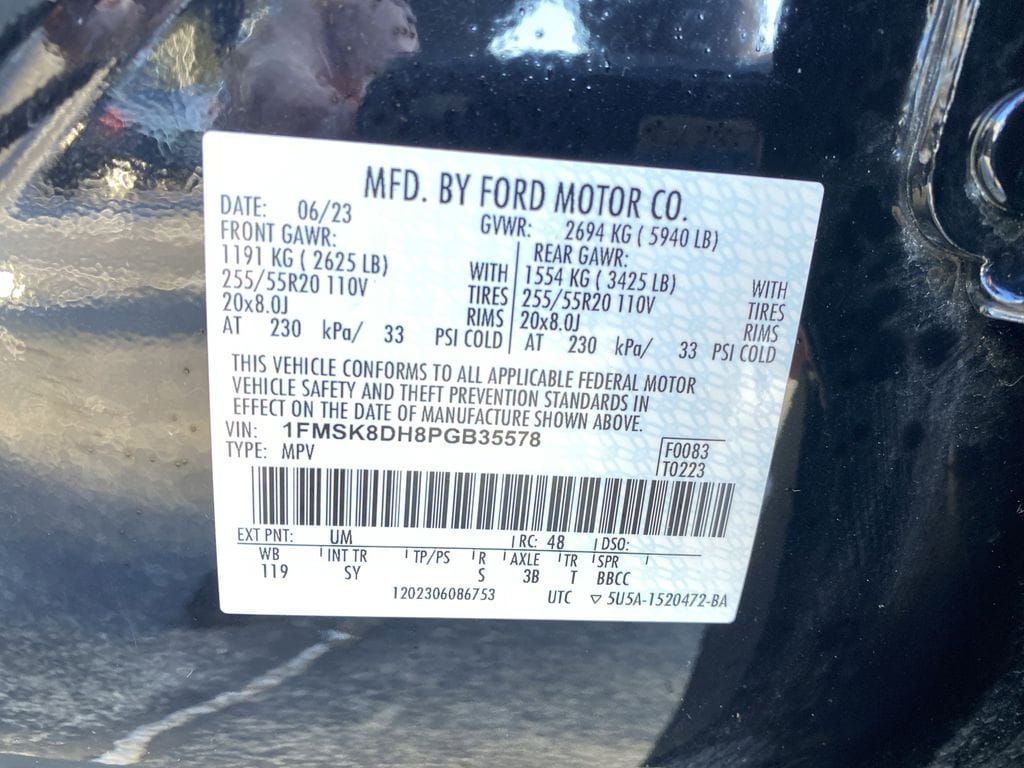 MFD. BY FORD MOTOR CO.
DATE: 06/23 GVWR: 2694 KG ( 5940 LB)
FRONT GAWR: REAR GAWR:
1191 KG ( 2625 LB) WITH 1554 KG ( 3425 LB) WITH
255/55R20 110V TIRES 255/55R20 110V TIRES
20x8.0J RIMS 20x8.0J RIMS
AT 230 kPa/ 33 PSI COLD AT 230 kPa/ 33 PSI COLD
THIS VEHICLE CONFORMS TO ALL APPLICABLE FEDERAL MOTOR
VEHICLE SAFETY AND THEFT PREVENTION STANDARDS IN
EFFECT ON THE DATE OF MANUFACTURE SHOWN ABOVE.
VIN: 1FMSK8DH8PGB35578
TYPE: MPV F0083
T0223
EXT PNT: UM RC: 48 DSO:
WB INT TR TP/PS R AXLE TR SPR
119 SY S 3B T BBCC
1202306086753 UTC ▽ 5U5A-1520472-BA